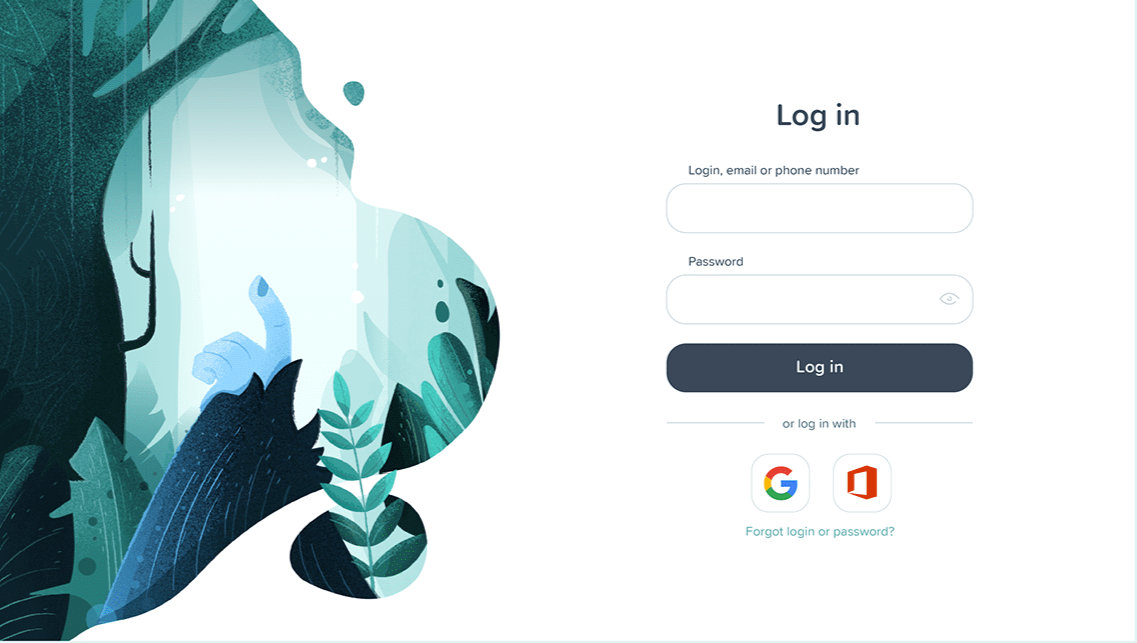 Log in
Login, email or phone number
Password
Log in
or log in with
Forgot login or password?